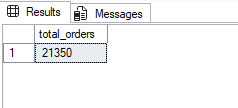 Results Messages
total_orders
1 21350